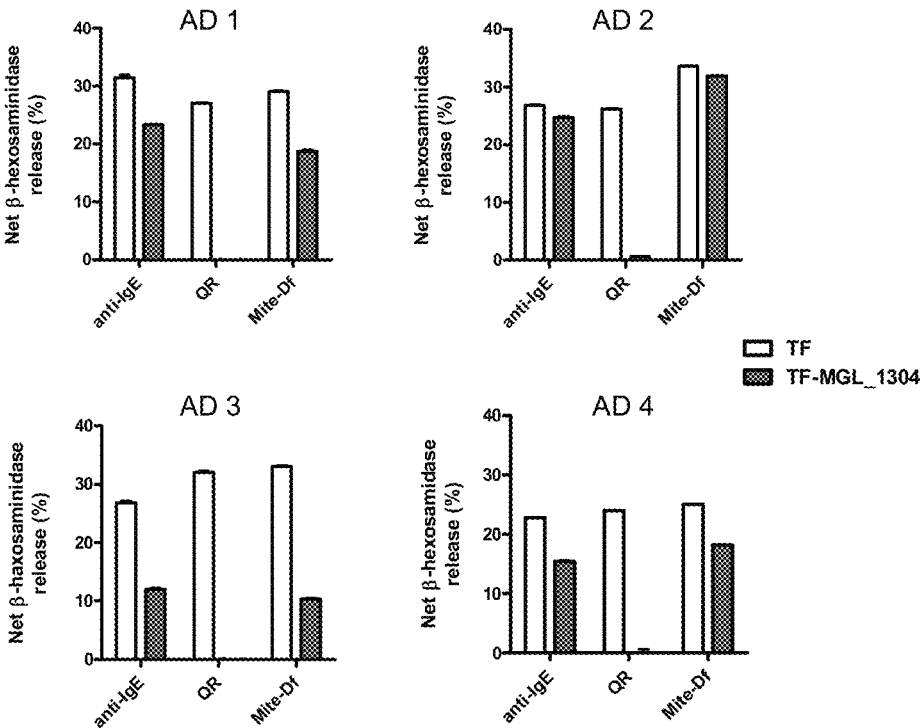 AD 1
Net β-hexosaminidase
release (%)
40
30
20
10
0
anti-IgE
QR
Mite-Df
AD 2
Net β-hexosaminidase
release (%)
40
30
20
10
0
anti-IgE
QR
Mite-Df
TF
TF-MGL_1304
AD 3
Net β-haxosaminidase
release (%)
40
30
20
10
0
anti-IgE
QR
Mite-Df
AD 4
Net β-hexosamidase
release (%)
40
30
20
10
0
anti-IgE
QR
Mite-Df